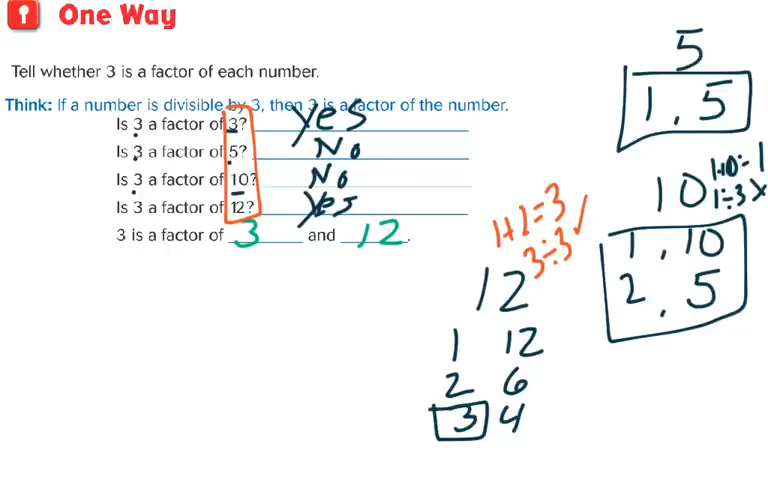 One Way
Tell whether 3 is a factor of each number.
Think: If a number is divisible by 3, then 3 is a factor of the number.
Is 3 a factor of 3? Yes
Is 3 a factor of 5? No
Is 3 a factor of 10? No
Is 3 a factor of 12? Yes
3 is a factor of 3 and 12.
1+2=3
3÷3 ✓
12
1 12
2 6
3 4
5
1, 5
10
1÷3 x
1, 10
2, 5